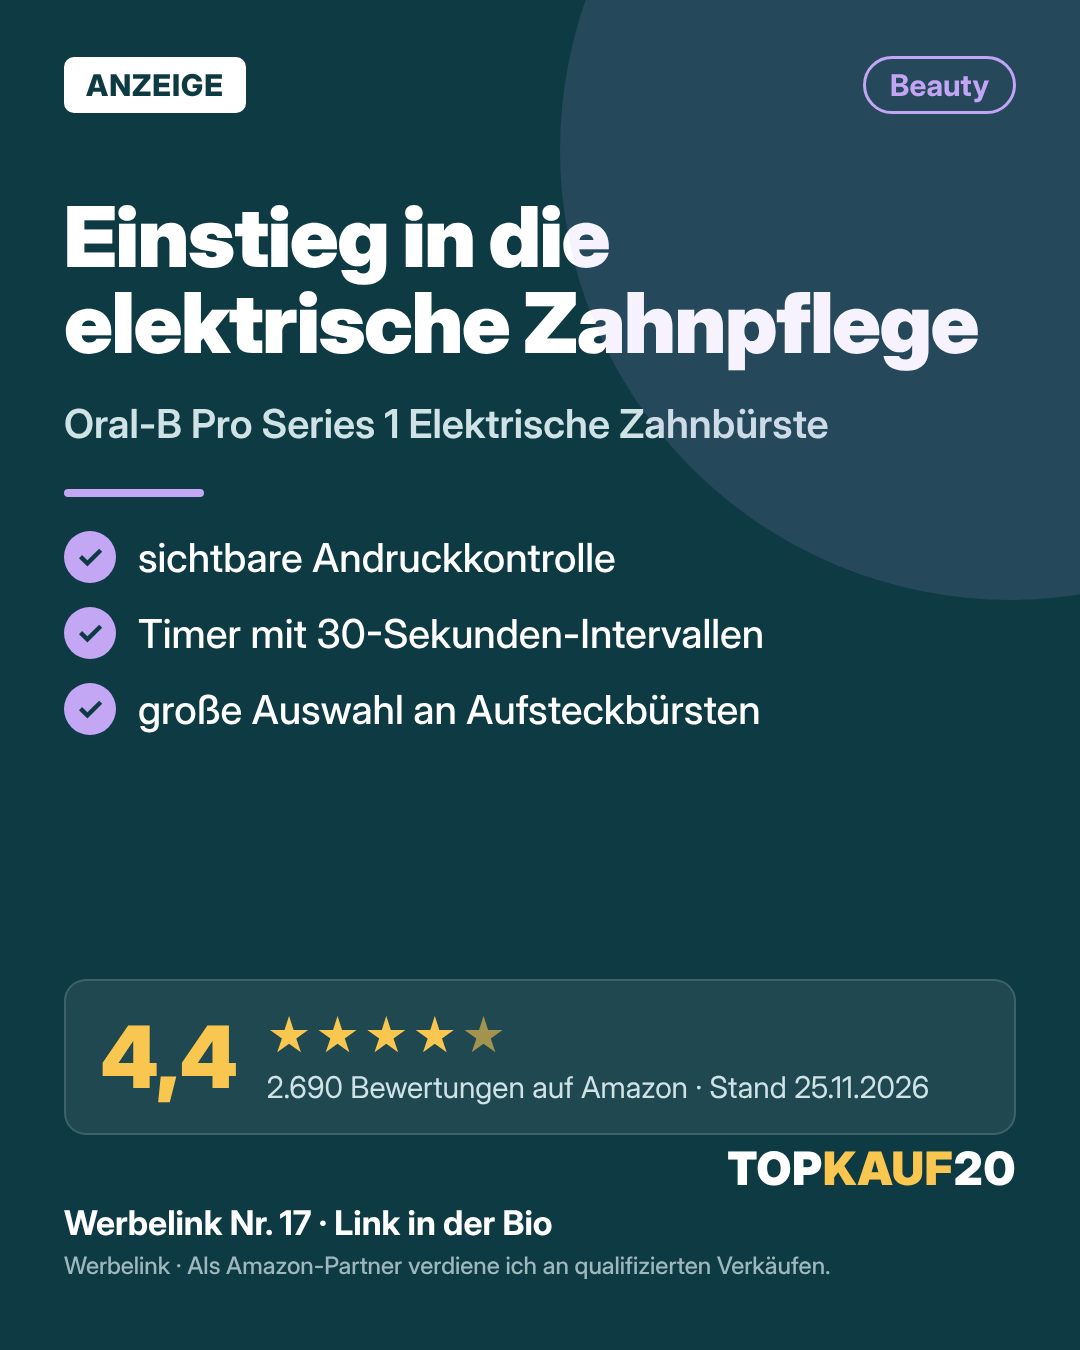 ANZEIGE
Beauty
Einstieg in die
elektrische Zahnpflege
Oral-B Pro Series 1 Elektrische Zahnbürste
sichtbare Andruckkontrolle
Timer mit 30-Sekunden-Intervallen
große Auswahl an Aufsteckbürsten
4,4
2.690 Bewertungen auf Amazon · Stand 25.11.2026
TOPKAUF20
Werbelink Nr. 17 · Link in der Bio
Werbelink · Als Amazon-Partner verdiene ich an qualifizierten Verkäufen.